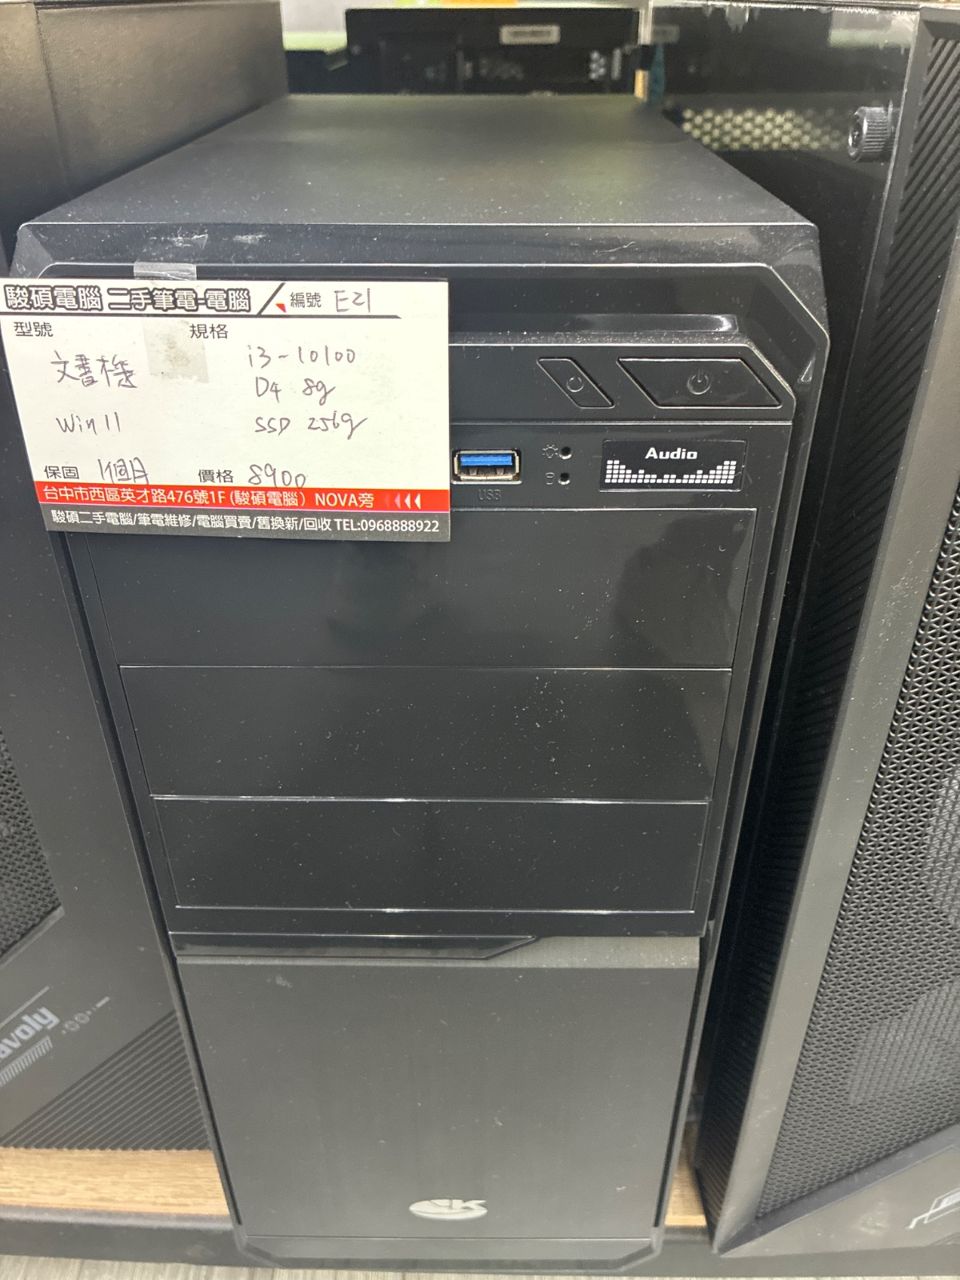 駿碩電腦 二手筆電-電腦 編號 E21
型號 規格
文書機 i3-10100
D4 8g
Win11 SSD 256g
保固 1個月 價格 8900
台中市西區英才路476號1F(駿碩電腦) NOVA旁
駿碩二手電腦/筆電維修/電腦買賣/舊換新/回收 TEL:0968888922
USB
Audio
avoly
SK